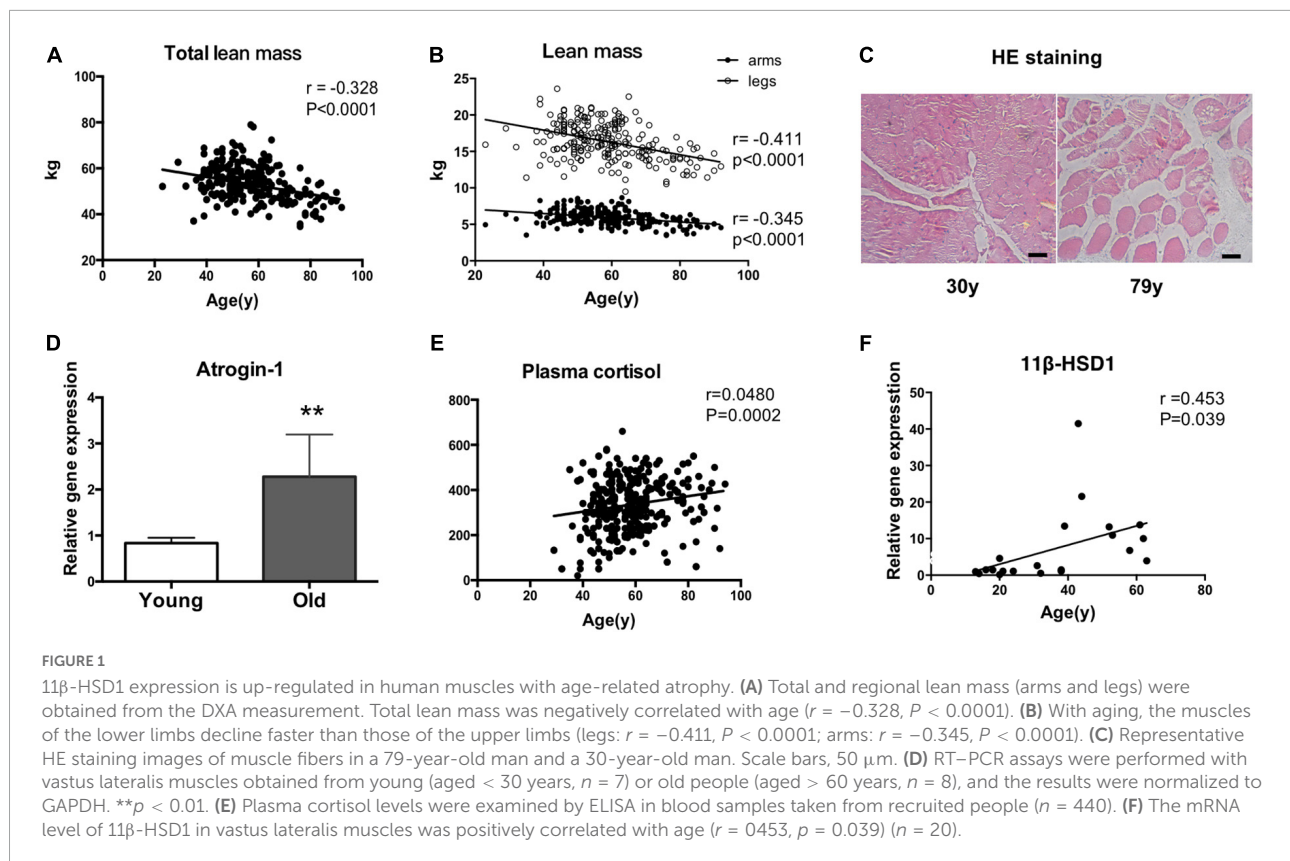 A
Total lean mass
r = -0.328
P<0.0001
kg
100
80
60
40
20
0 20 40 60 80 100
Age(y)
B
Lean mass
arms
legs
kg
25
20
15
10
5
0
r= -0.411
p<0.0001
r= -0.345
p<0.0001
20 40 60 80 100
Age(y)
C
HE staining
30y 79y
D
Atrogin-1
Relative gene expression
4
3
2
1
0
**
Young Old
E
Plasma cortisol
r=0.0480
P=0.0002
800
600
400
200
0
0 20 40 60 80 100
Age(y)
F
11β-HSD1
r =0.453
P=0.039
Relative gene expresstion
50
40
30
20
10
0
0 20 40 60 80
Age(y)
FIGURE 1
11β-HSD1 expression is up-regulated in human muscles with age-related atrophy. (A) Total and regional lean mass (arms and legs) were
obtained from the DXA measurement. Total lean mass was negatively correlated with age (r = −0.328, P < 0.0001). (B) With aging, the muscles
of the lower limbs decline faster than those of the upper limbs (legs: r = −0.411, P < 0.0001; arms: r = −0.345, P < 0.0001). (C) Representative
HE staining images of muscle fibers in a 79-year-old man and a 30-year-old man. Scale bars, 50 μm. (D) RT–PCR assays were performed with
vastus lateralis muscles obtained from young (aged < 30 years, n = 7) or old people (aged > 60 years, n = 8), and the results were normalized to
GAPDH. **p < 0.01. (E) Plasma cortisol levels were examined by ELISA in blood samples taken from recruited people (n = 440). (F) The mRNA
level of 11β-HSD1 in vastus lateralis muscles was positively correlated with age (r = 0453, p = 0.039) (n = 20).